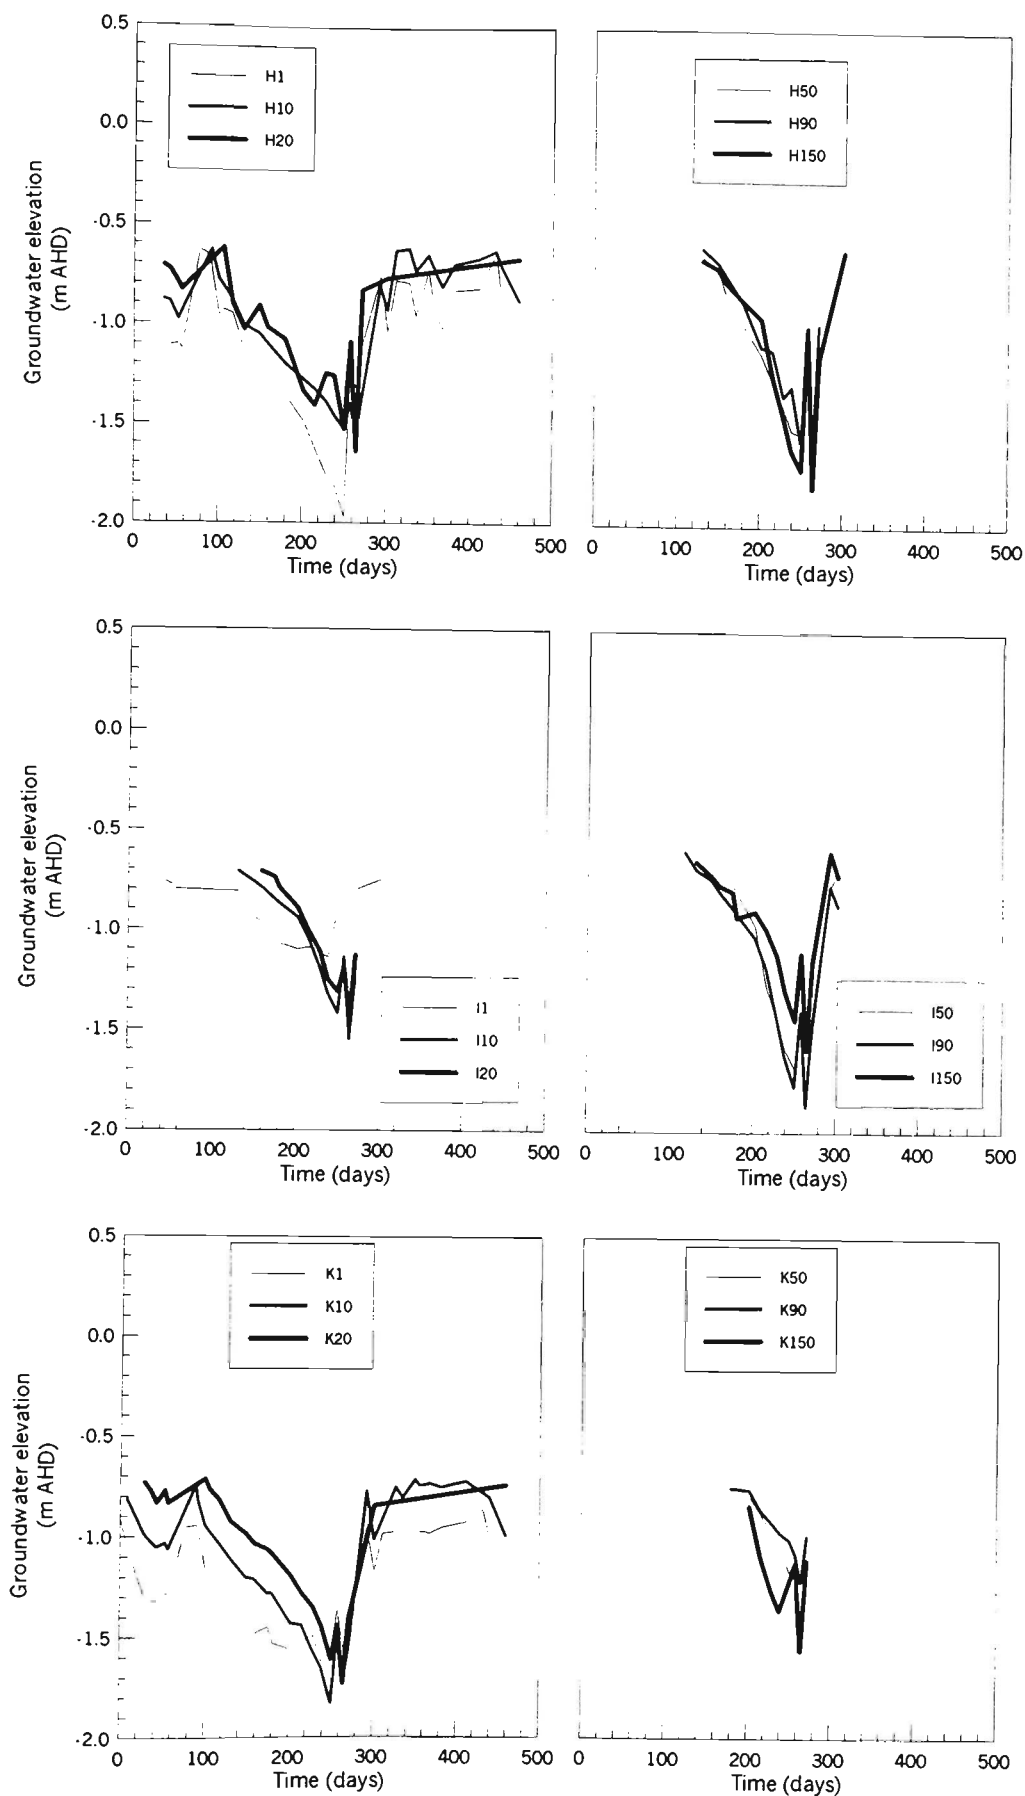 0.5
0.0
-0.5
-1.0
-1.5
-2.0
Groundwater elevation
(m AHD)
H1
H10
H20
0 100 200 300 400 500
Time (days)
H50
H90
H150
0 100 200 300 400 500
Time (days)
0.5
0.0
-0.5
-1.0
-1.5
-2.0
Groundwater elevation
(m AHD)
I1
I10
I20
0 100 200 300 400 500
Time (days)
I50
I90
I150
0 100 200 300 400 500
Time (days)
0.5
0.0
-0.5
-1.0
-1.5
-2.0
Groundwater elevation
(m AHD)
K1
K10
K20
0 100 200 300 400 500
Time (days)
K50
K90
K150
0 100 200 300 400 500
Time (days)